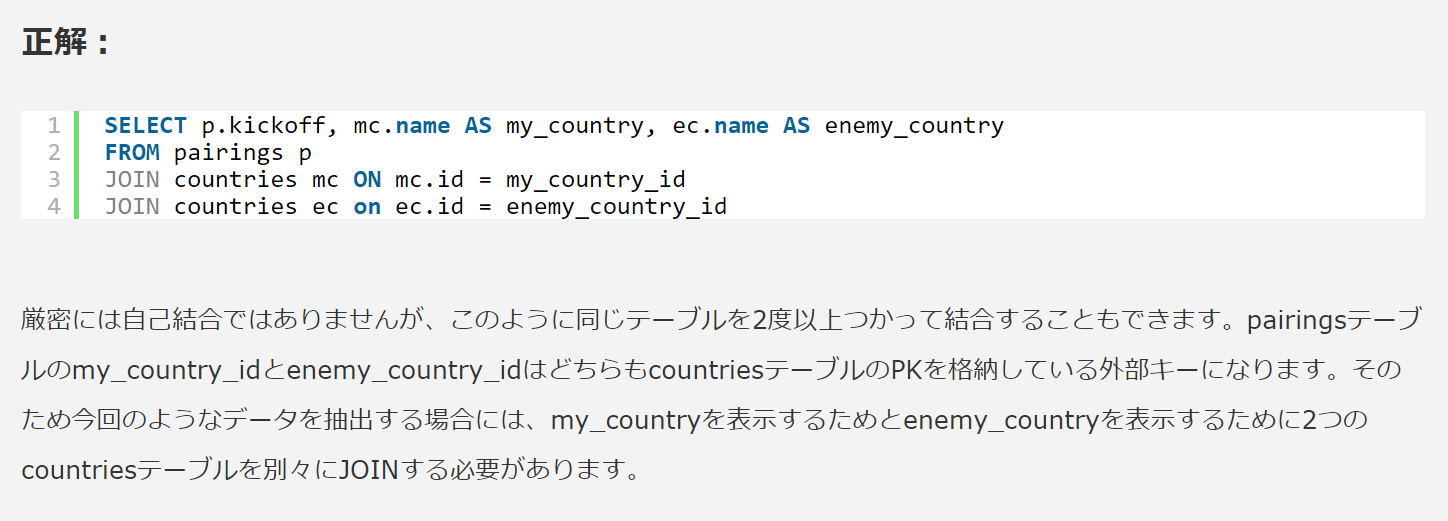 正解：
1 SELECT p.kickoff, mc.name AS my_country, ec.name AS enemy_country
2 FROM pairings p
3 JOIN countries mc ON mc.id = my_country_id
4 JOIN countries ec on ec.id = enemy_country_id
厳密には自己結合ではありませんが、このように同じテーブルを2度以上つかって結合することもできます。pairingsテーブ
ルのmy_country_idとenemy_country_idはどちらもcountriesテーブルのPKを格納している外部キーになります。その
ため今回のようなデータを抽出する場合には、my_countryを表示するためとenemy_countryを表示するために2つの
countriesテーブルを別々にJOINする必要があります。